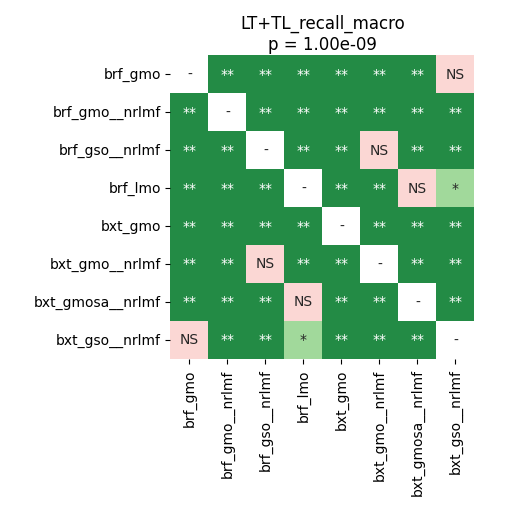 LT+TL_recall_macro
p = 1.00e-09
brf_gmo - ** ** ** ** ** ** NS
brf_gmo__nrlmf ** - ** ** ** ** ** **
brf_gso__nrlmf ** ** - ** ** NS ** **
brf_lmo ** ** ** - ** ** NS *
bxt_gmo ** ** ** ** - ** ** **
bxt_gmo__nrlmf ** ** NS ** ** - ** **
bxt_gmosa__nrlmf ** ** ** NS ** ** - **
bxt_gso__nrlmf NS ** ** * ** ** ** -
brf_gmo
brf_gmo__nrlmf
brf_gso__nrlmf
brf_lmo
bxt_gmo
bxt_gmo__nrlmf
bxt_gmosa__nrlmf
bxt_gso__nrlmf